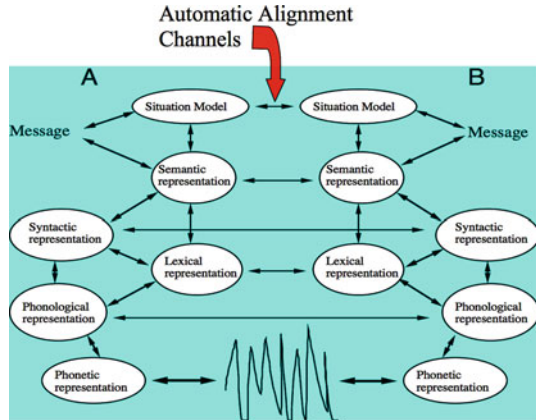 Automatic Alignment
Channels
A
B
Situation Model
Situation Model
Message
Message
Semantic
representation
Semantic
representation
Syntactic
representation
Syntactic
representation
Lexical
representation
Lexical
representation
Phonological
representation
Phonological
representation
Phonetic
representation
Phonetic
representation